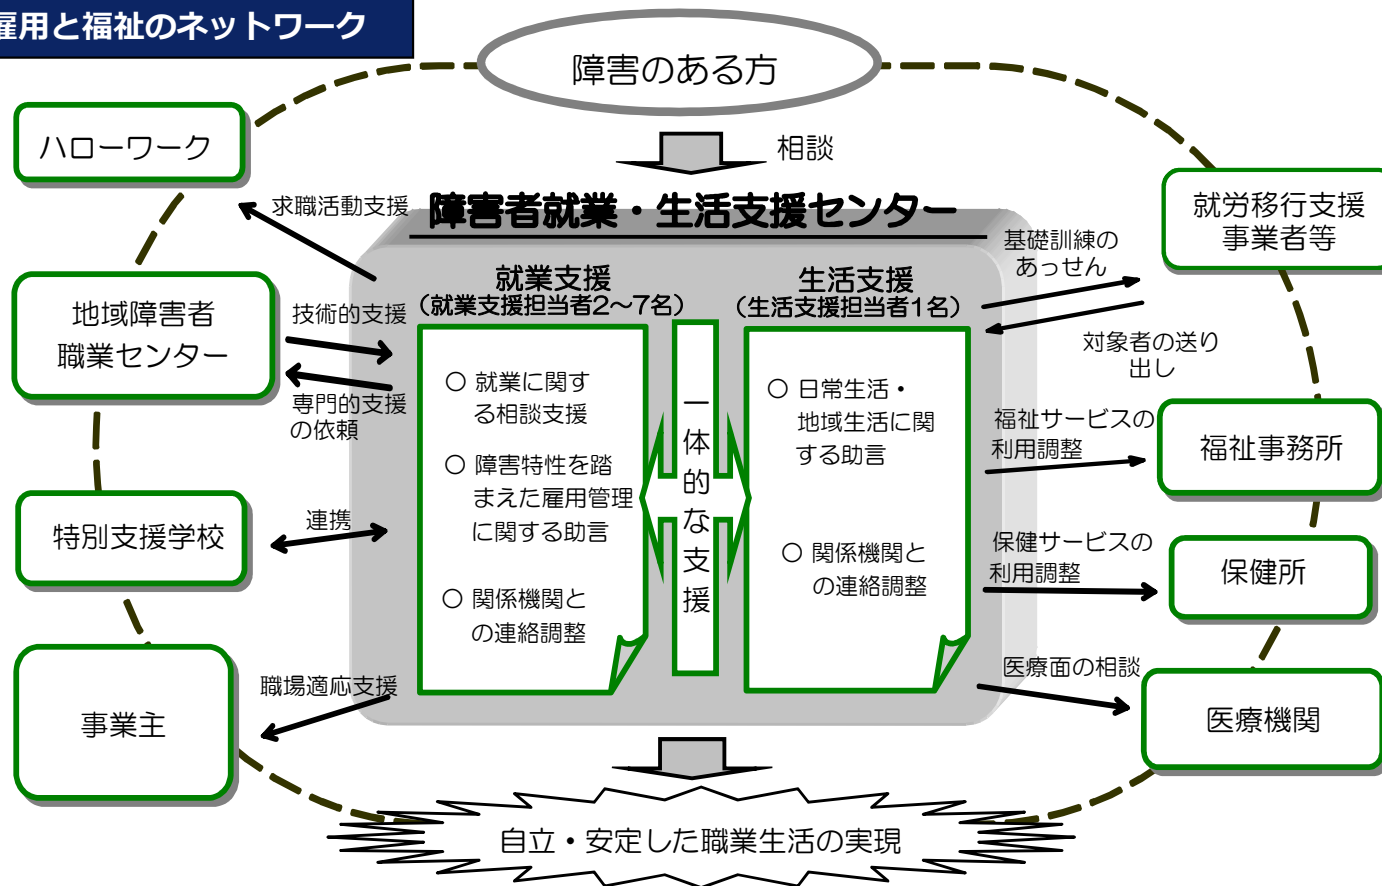 雇用と福祉のネットワーク
障害のある方
相談
ハローワーク
求職活動支援
地域障害者
職業センター
技術的支援
専門的支援
の依頼
特別支援学校
連携
事業主
職場適応支援
障害者就業・生活支援センター
就業支援
(就業支援担当者2〜7名)
○ 就業に関す
る相談支援
○ 障害特性を踏
まえた雇用管理
に関する助言
○ 関係機関と
の連絡調整
一体的な支援
生活支援
(生活支援担当者1名)
○ 日常生活・
地域生活に関
する助言
○ 関係機関と
の連絡調整
基礎訓練の
あっせん
就労移行支援
事業者等
対象者の送り
出し
福祉サービスの
利用調整
福祉事務所
保健サービスの
利用調整
保健所
医療面の相談
医療機関
自立・安定した職業生活の実現